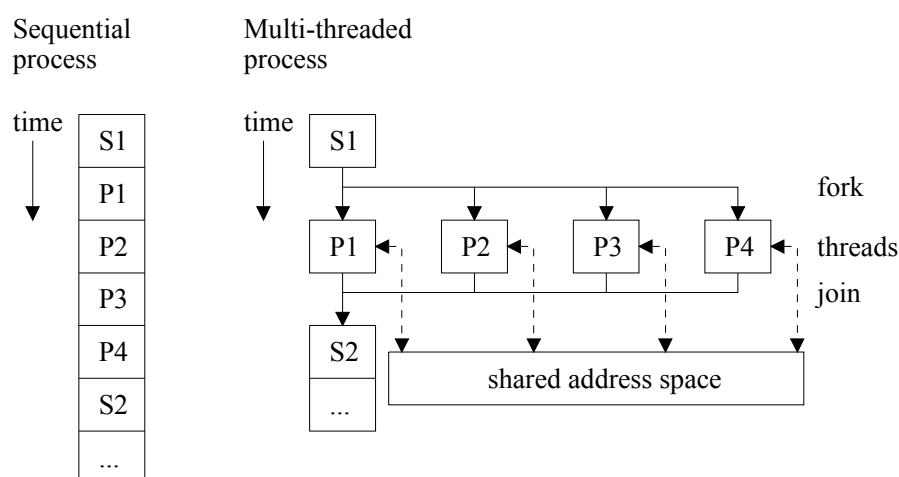 Sequential
process
time
S1
P1
P2
P3
P4
S2
...
Multi-threaded
process
time
S1
fork
P1
P2
P3
P4
threads
join
S2
shared address space
...